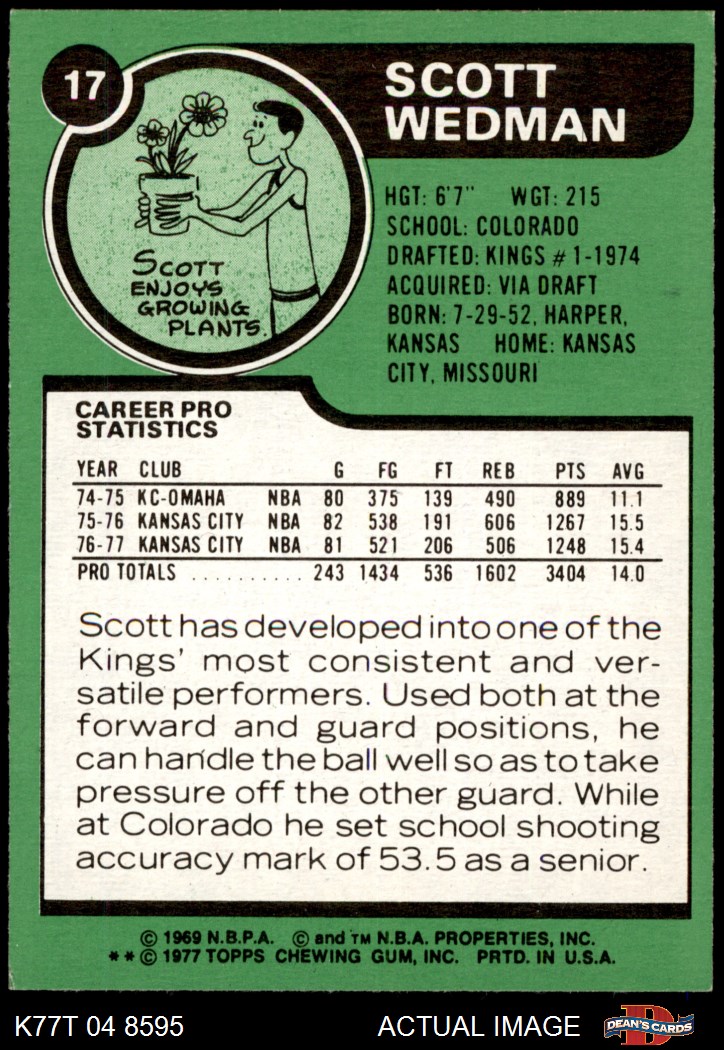 17
SCOTT
WEDMAN
SCOTT
ENJOYS
GROWING
PLANTS.
HGT: 6'7" WGT: 215
SCHOOL: COLORADO
DRAFTED: KINGS #1-1974
ACQUIRED: VIA DRAFT
BORN: 7-29-52, HARPER,
KANSAS HOME: KANSAS
CITY, MISSOURI
CAREER PRO
STATISTICS
YEAR CLUB G FG FT REB PTS AVG
74-75 KC-OMAHA NBA 80 375 139 490 889 11.1
75-76 KANSAS CITY NBA 82 538 191 606 1267 15.5
76-77 KANSAS CITY NBA 81 521 206 506 1248 15.4
PRO TOTALS .......... 243 1434 536 1602 3404 14.0
Scott has developed into one of the
Kings' most consistent and ver-
satile performers. Used both at the
forward and guard positions, he
can handle the ball well so as to take
pressure off the other guard. While
at Colorado he set school shooting
accuracy mark of 53.5 as a senior.
© 1969 N.B.P.A. © and TM N.B.A. PROPERTIES, INC.
** © 1977 TOPPS CHEWING GUM, INC. PRTD. IN U.S.A.
K77T 04 8595 ACTUAL IMAGE D DEAN'S CARDS